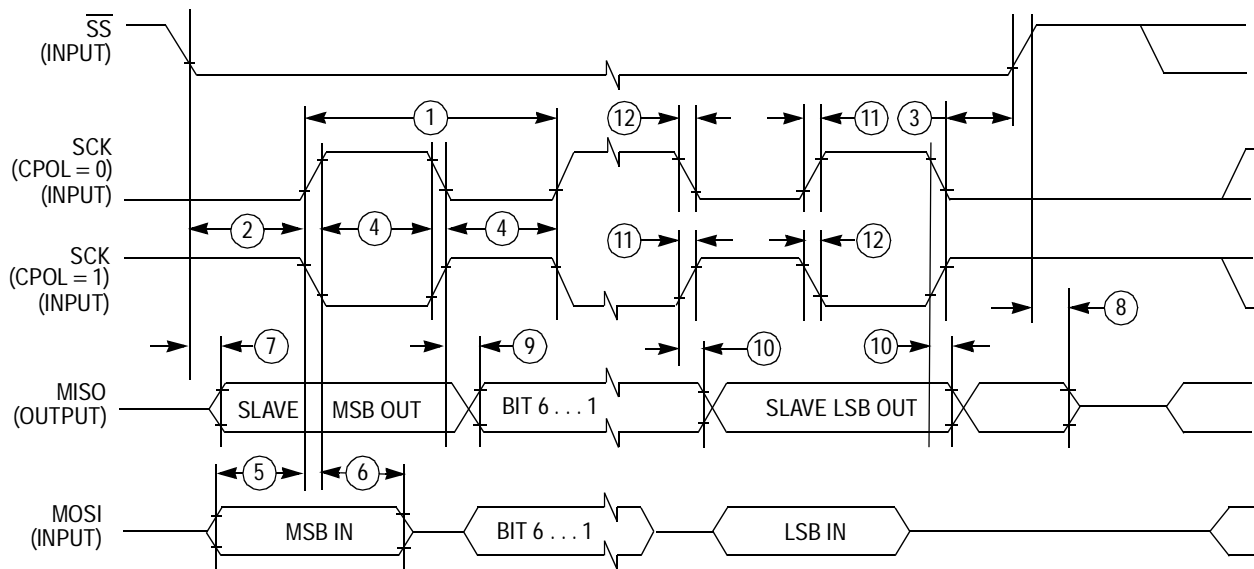 SS
(INPUT)
1
12
11
3
SCK
(CPOL = 0)
(INPUT)
2
4
4
SCK
(CPOL = 1)
(INPUT)
11
12
8
7
9
10
10
MISO
(OUTPUT)
SLAVE MSB OUT
BIT 6 . . . 1
SLAVE LSB OUT
5
6
MOSI
(INPUT)
MSB IN
BIT 6 . . . 1
LSB IN